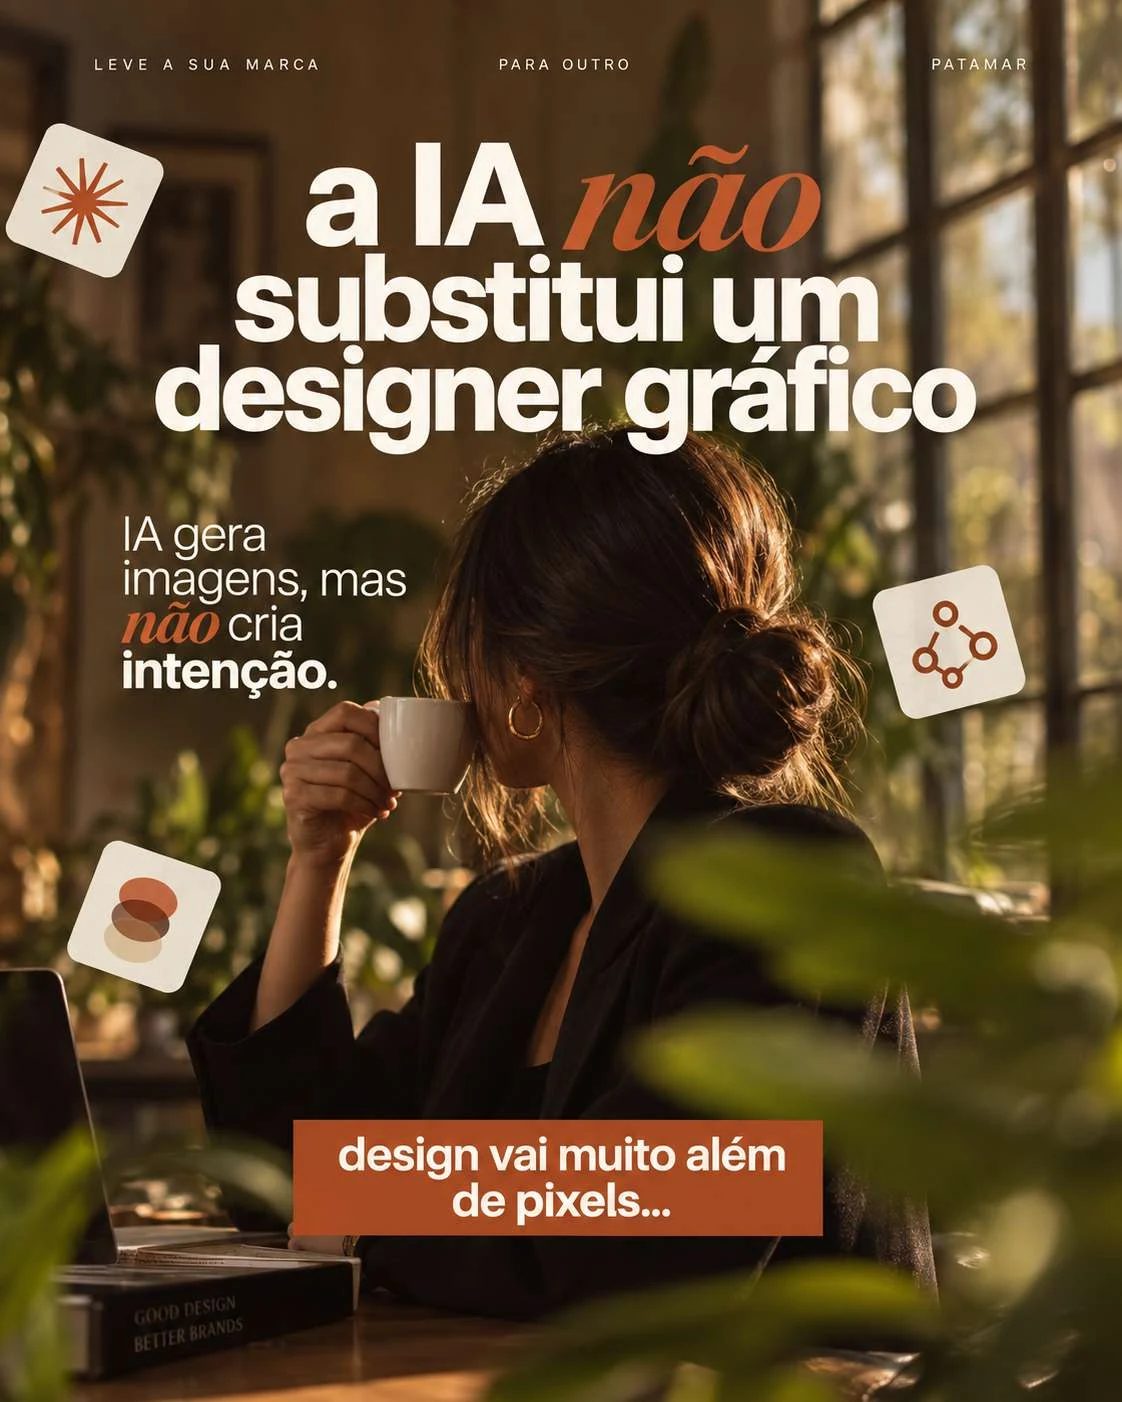 LEVE A SUA MARCA
PARA OUTRO
PATAMAR
a IA não
substitui um
designer gráfico
IA gera
imagens, mas
não cria
intenção.
design vai muito além
de pixels...
GOOD DESIGN
BETTER BRANDS